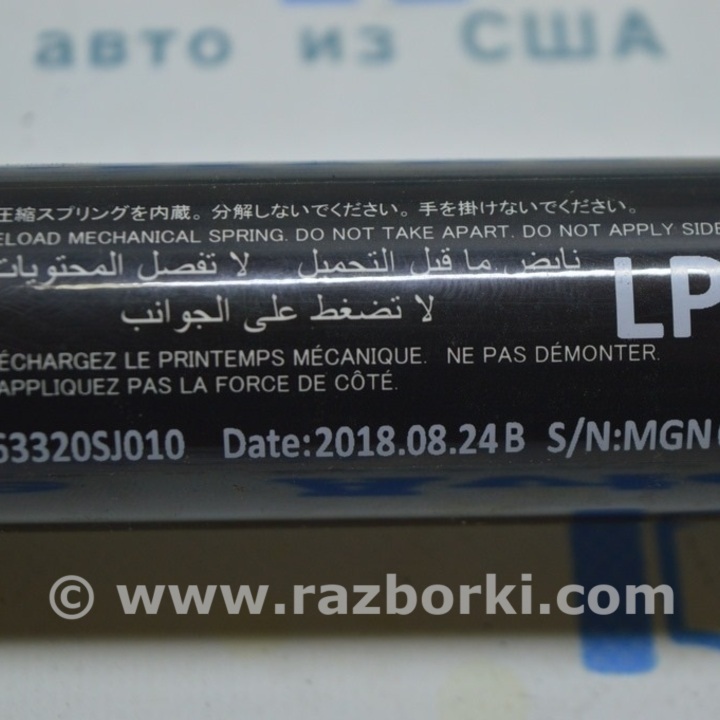 авто из США
圧縮スプリングを内蔵。分解しないでください。手を掛けないでください。
ELOAD MECHANICAL SPRING. DO NOT TAKE APART. DO NOT APPLY SIDE
نابض ما قبل التحميل لا تفصل المحتويات
لا تضغط على الجوانب
LP
ÉCHARGEZ LE PRINTEMPS MÉCANIQUE. NE PAS DÉMONTER.
APPLIQUEZ PAS LA FORCE DE CÔTÉ.
63320SJ010 Date:2018.08.24B S/N:MGN
© www.razborki.com